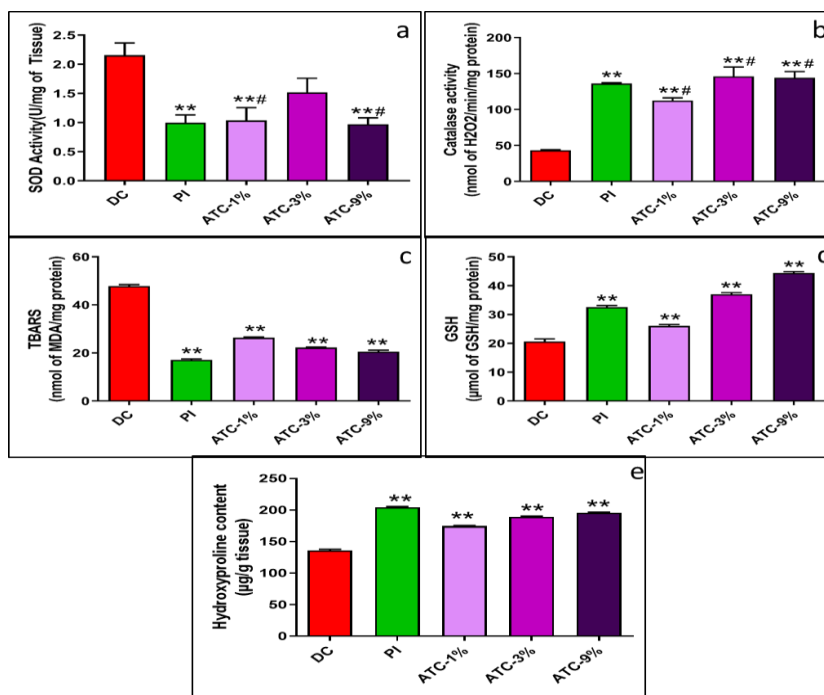 a
SOD Activity(U/mg of Tissue)
2.5
2.0
1.5
1.0
0.5
0.0
**
**#
**#
DC
PI
ATC-1%
ATC-3%
ATC-9%
b
Catalase activity
(nmol of H2O2/min/mg protein)
200
150
100
50
0
**
**#
**#
**#
DC
PI
ATC-1%
ATC-3%
ATC-9%
c
TBARS
(nmol of MDA/mg protein)
60
40
20
0
**
**
**
**
DC
PI
ATC-1%
ATC-3%
ATC-9%
GSH
(µmol of GSH/mg protein)
50
40
30
20
10
0
**
**
**
**
DC
PI
ATC-1%
ATC-3%
ATC-9%
e
Hydroxyproline content
(µg/g tissue)
250
200
150
100
50
0
**
**
**
**
DC
PI
ATC-1%
ATC-3%
ATC-9%